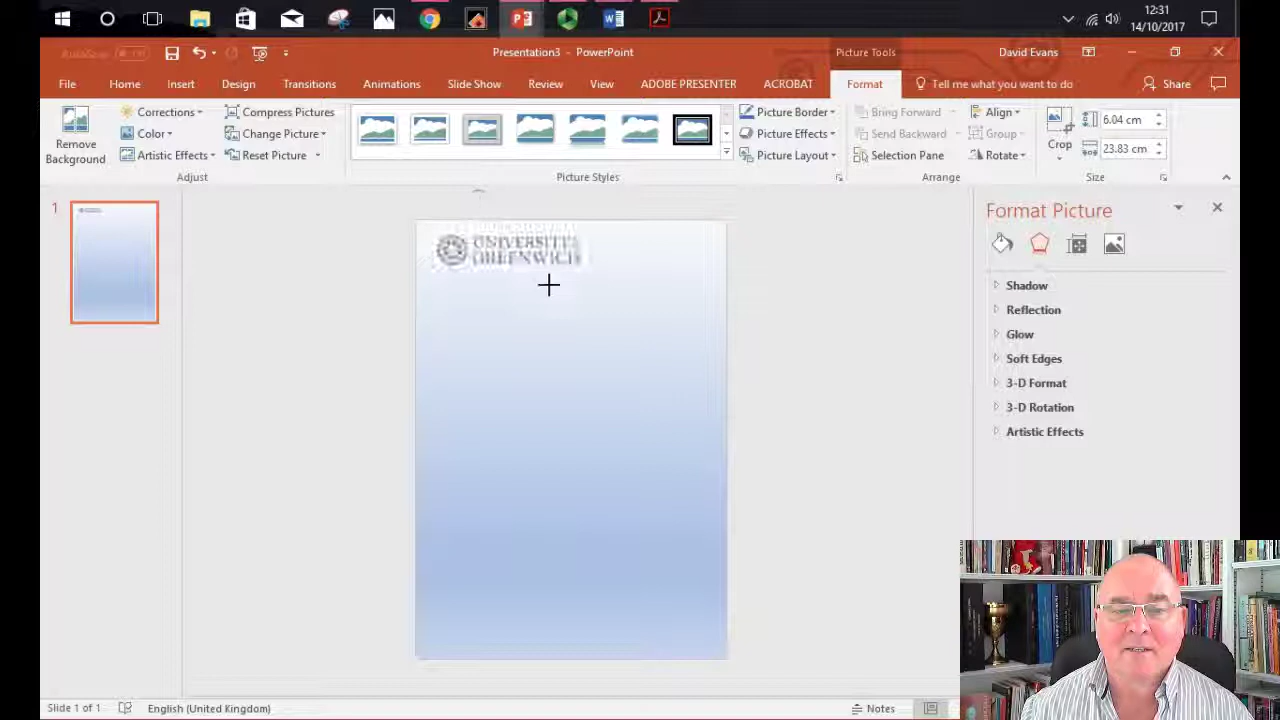 12:31
14/10/2017
Presentation3 - PowerPoint
Picture Tools
David Evans
File Home Insert Design Transitions Animations Slide Show Review View ADOBE PRESENTER ACROBAT Format Tell me what you want to do Share
Remove Background
Corrections
Color
Artistic Effects
Compress Pictures
Change Picture
Reset Picture
Adjust
Picture Styles
Picture Border
Picture Effects
Picture Layout
Bring Forward
Send Backward
Selection Pane
Align
Group
Rotate
Arrange
Crop
6.04 cm
23.83 cm
Size
1
UNIVERSITY
GREENWICH
Format Picture
Shadow
Reflection
Glow
Soft Edges
3-D Format
3-D Rotation
Artistic Effects
Slide 1 of 1 English (United Kingdom) Notes